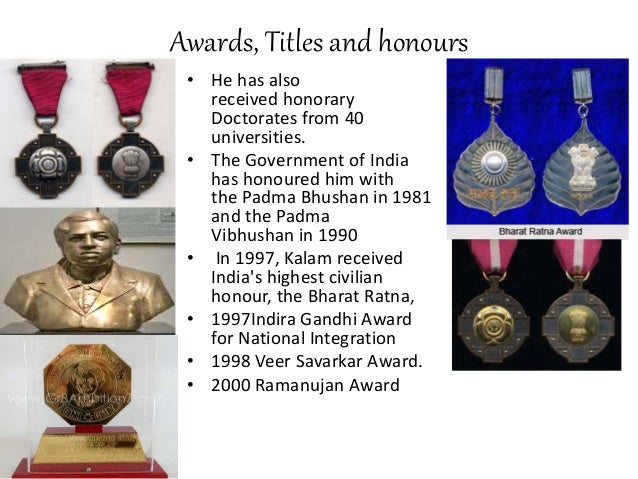 Awards, Titles and honours
• He has also
received honorary
Doctorates from 40
universities.
• The Government of India
has honoured him with
the Padma Bhushan in 1981
and the Padma
Vibhushan in 1990
• In 1997, Kalam received
India's highest civilian
honour, the Bharat Ratna,
• 1997Indira Gandhi Award
for National Integration
• 1998 Veer Savarkar Award.
• 2000 Ramanujan Award
Bharat Ratna Award